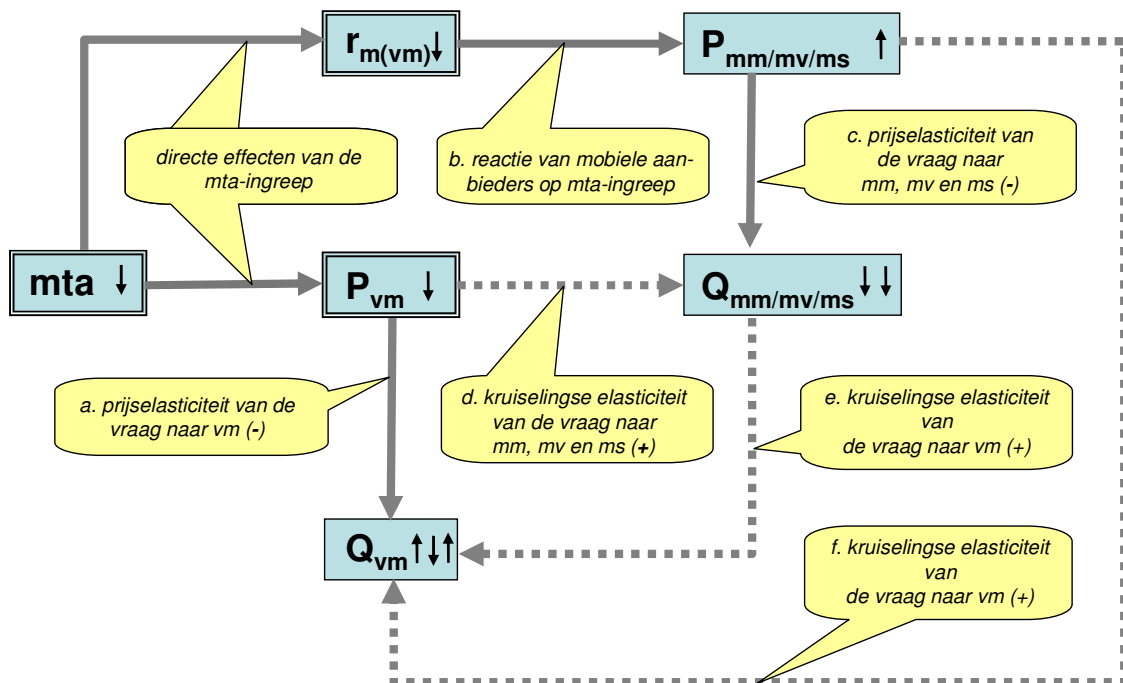 r m(vm) ↓
P mm/mv/ms ↑
directe effecten van de
mta-ingreep
b. reactie van mobiele aan-
bieders op mta-ingreep
c. prijselasticiteit van
de vraag naar
mm, mv en ms (-)
mta ↓
P vm ↓
Q mm/mv/ms ↓↓
a. prijselasticiteit van de
vraag naar vm (-)
d. kruiselingse elasticiteit
van de vraag naar
mm, mv en ms (+)
e. kruiselingse elasticiteit
van
de vraag naar vm (+)
Q vm ↑↓↑
f. kruiselingse elasticiteit
van
de vraag naar vm (+)